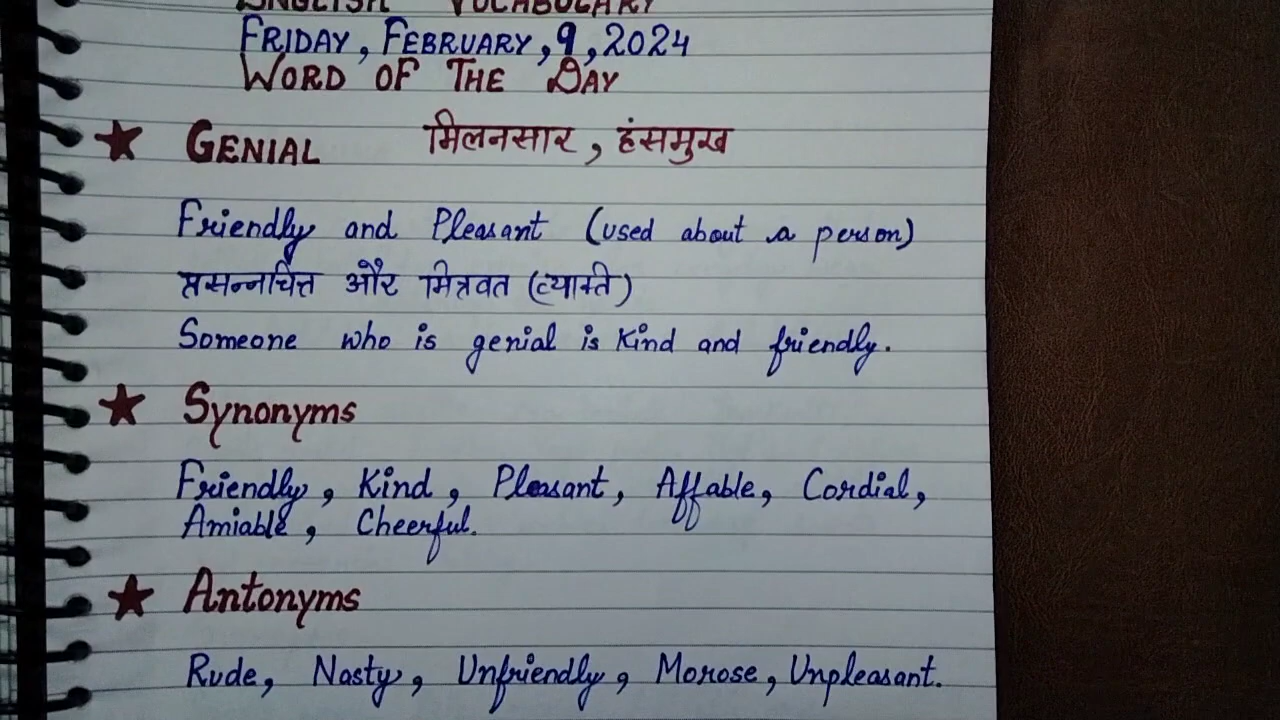 ENGLISH VOCABULARY
FRIDAY, FEBRUARY, 9, 2024
WORD OF THE DAY
★ GENIAL मिलनसार, हंसमुख
Friendly and Pleasant (used about a person)
प्रसन्नचित्त और मित्रवत (व्यक्ति)
Someone who is genial is Kind and friendly.
★ Synonyms
Friendly, Kind, Pleasant, Affable, Cordial,
Amiable, Cheerful.
★ Antonyms
Rude, Nasty, Unfriendly, Morose, Unpleasant.